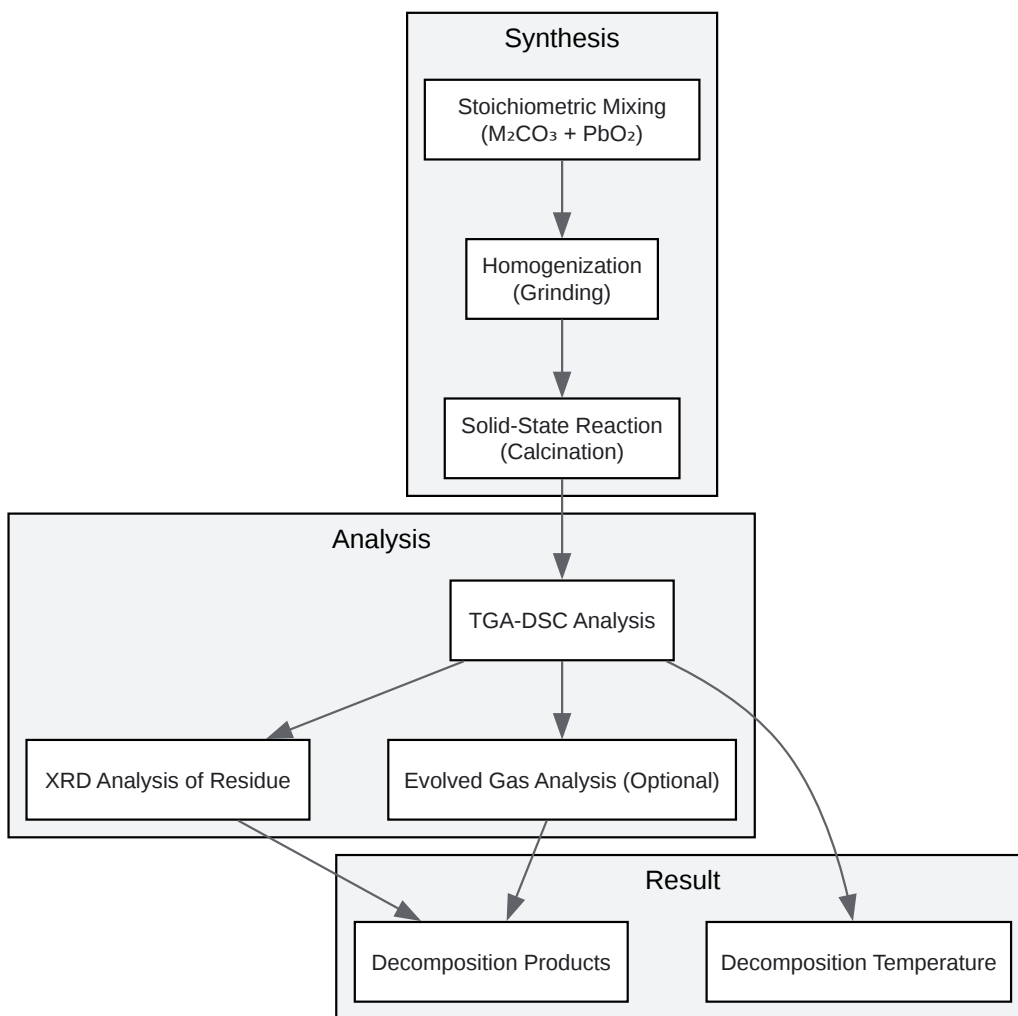 Synthesis
Stoichiometric Mixing
(M₂CO₃ + PbO₂)
Homogenization
(Grinding)
Solid-State Reaction
(Calcination)
Analysis
TGA-DSC Analysis
XRD Analysis of Residue
Evolved Gas Analysis (Optional)
Result
Decomposition Products
Decomposition Temperature